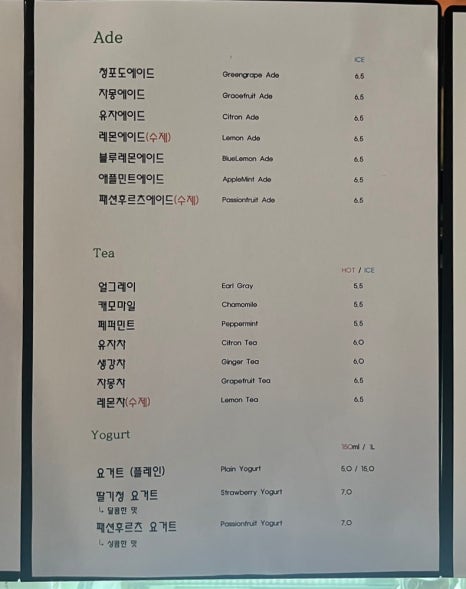 Ade
ICE
청포도에이드 Greengrape Ade 6.5
자몽에이드 Gracefruit Ade 6.5
유자에이드 Citron Ade 6.5
레몬에이드(수제) Lemon Ade 6.5
블루레몬에이드 BlueLemon Ade 6.5
애플민트에이드 AppleMint Ade 6.5
패션후르츠에이드(수제) Passionfruit Ade 6.5
Tea
HOT / ICE
얼그레이 Earl Gray 5.5
캐모마일 Chamomile 5.5
페퍼민트 Peppermint 5.5
유자차 Citron Tea 6.0
생강차 Ginger Tea 6.0
자몽차 Grapefruit Tea 6.5
레몬차(수제) Lemon Tea 6.5
Yogurt
150ml / 1L
요거트 (플레인) Plain Yogurt 5.0 / 15.0
딸기청 요거트 Strawberry Yogurt 7.0
ㄴ 달콤한 맛
패션후르츠 요거트 Passionfruit Yogurt 7.0
ㄴ 상큼한 맛